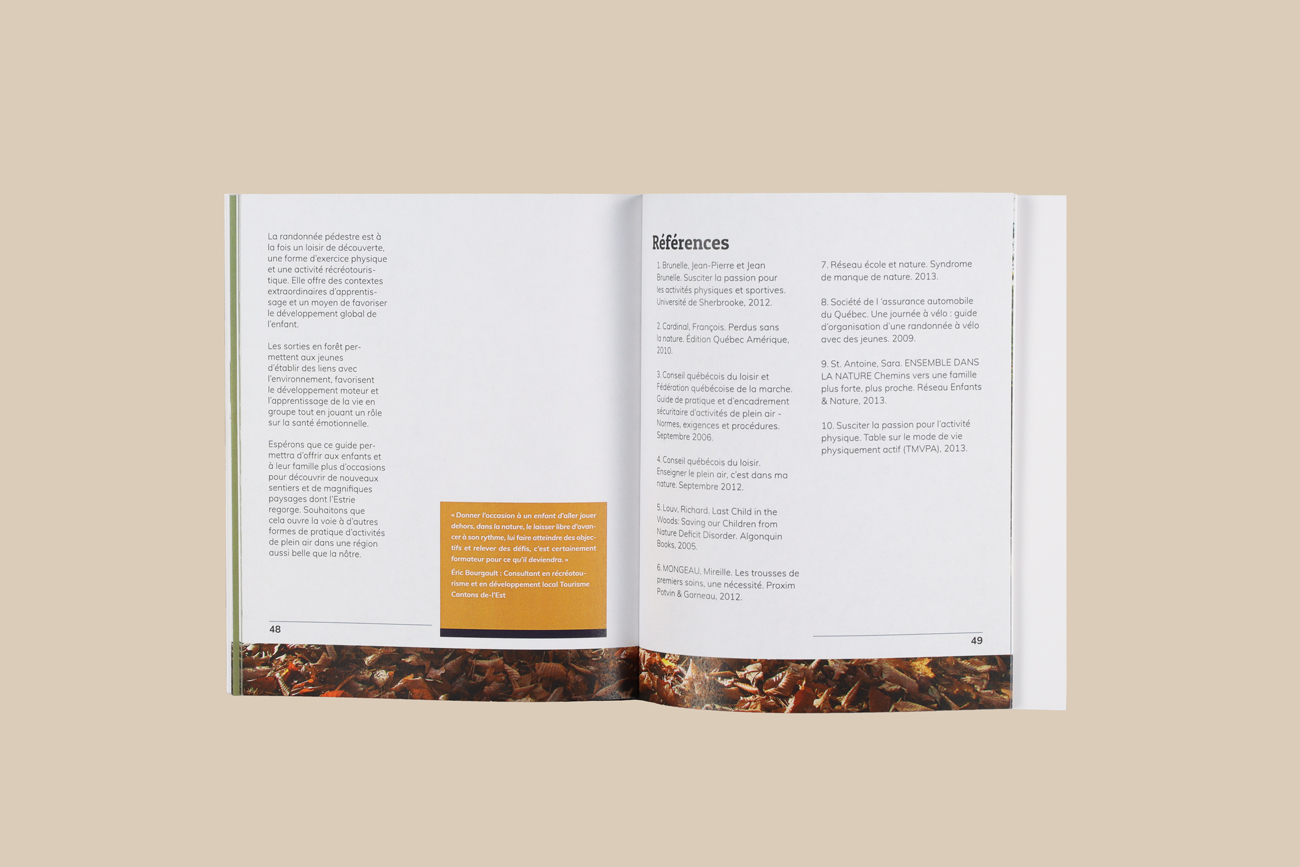 La randonnée pédestre est à
la fois un loisir de découverte,
une forme d'exercice physique
et une activité récréotouris-
tique. Elle offre des contextes
extraordinaires d'apprentis-
sage et un moyen de favoriser
le développement global de
l'enfant.
Les sorties en forêt per-
mettent aux jeunes
d'établir des liens avec
l'environnement, favorisent
le développement moteur et
l'apprentissage de la vie en
groupe tout en jouant un rôle
sur la santé émotionnelle.
Espérons que ce guide per-
mettra d'offrir aux enfants et
à leur famille plus d'occasions
pour découvrir de nouveaux
sentiers et de magnifiques
paysages dont l'Estrie
regorge. Souhaitons que
cela ouvre la voie à d'autres
formes de pratique d'activités
de plein air dans une région
aussi belle que la nôtre.
« Donner l'occasion à un enfant d'aller jouer
dehors, dans la nature, le laisser libre d'avan-
cer à son rythme, lui faire atteindre des objec-
tifs et relever des défis, c'est certainement
formateur pour ce qu'il deviendra. »
Éric Bourgault : Consultant en récréotou-
risme et en développement local Tourisme
Cantons de-l'Est
48
Références
1. Brunelle, Jean-Pierre et Jean
Brunelle. Susciter la passion pour
les activités physiques et sportives.
Université de Sherbrooke, 2012.
2. Cardinal, François. Perdus sans
la nature. Édition Québec Amérique,
2010.
3. Conseil québécois du loisir et
Fédération québécoise de la marche.
Guide de pratique et d'encadrement
sécuritaire d'activités de plein air -
Normes, exigences et procédures.
Septembre 2006.
4. Conseil québécois du loisir.
Enseigner le plein air, c'est dans ma
nature. Septembre 2012.
5. Louv, Richard. Last Child in the
Woods: Saving our Children from
Nature Deficit Disorder. Algonquin
Books, 2005.
6. MONGEAU, Mireille. Les trousses de
premiers soins, une nécessité. Proxim
Potvin & Garneau, 2012.
7. Réseau école et nature. Syndrome
de manque de nature. 2013.
8. Société de l 'assurance automobile
du Québec. Une journée à vélo : guide
d'organisation d'une randonnée à vélo
avec des jeunes. 2009.
9. St. Antoine, Sara. ENSEMBLE DANS
LA NATURE Chemins vers une famille
plus forte, plus proche. Réseau Enfants
& Nature, 2013.
10. Susciter la passion pour l'activité
physique. Table sur le mode de vie
physiquement actif (TMVPA), 2013.
49